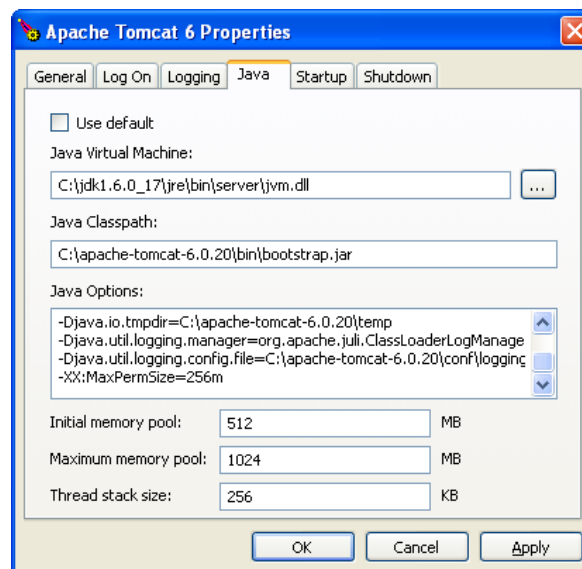 Apache Tomcat 6 Properties
General Log On Logging Java Startup Shutdown
Use default
Java Virtual Machine:
C:\jdk1.6.0_17\jre\bin\server\jvm.dll ...
Java Classpath:
C:\apache-tomcat-6.0.20\bin\bootstrap.jar
Java Options:
-Djava.io.tmpdir=C:\apache-tomcat-6.0.20\temp
-Djava.util.logging.manager=org.apache.juli.ClassLoaderLogManage
-Djava.util.logging.config.file=C:\apache-tomcat-6.0.20\conf\logging
-XX:MaxPermSize=256m
Initial memory pool: 512 MB
Maximum memory pool: 1024 MB
Thread stack size: 256 KB
OK Cancel Apply